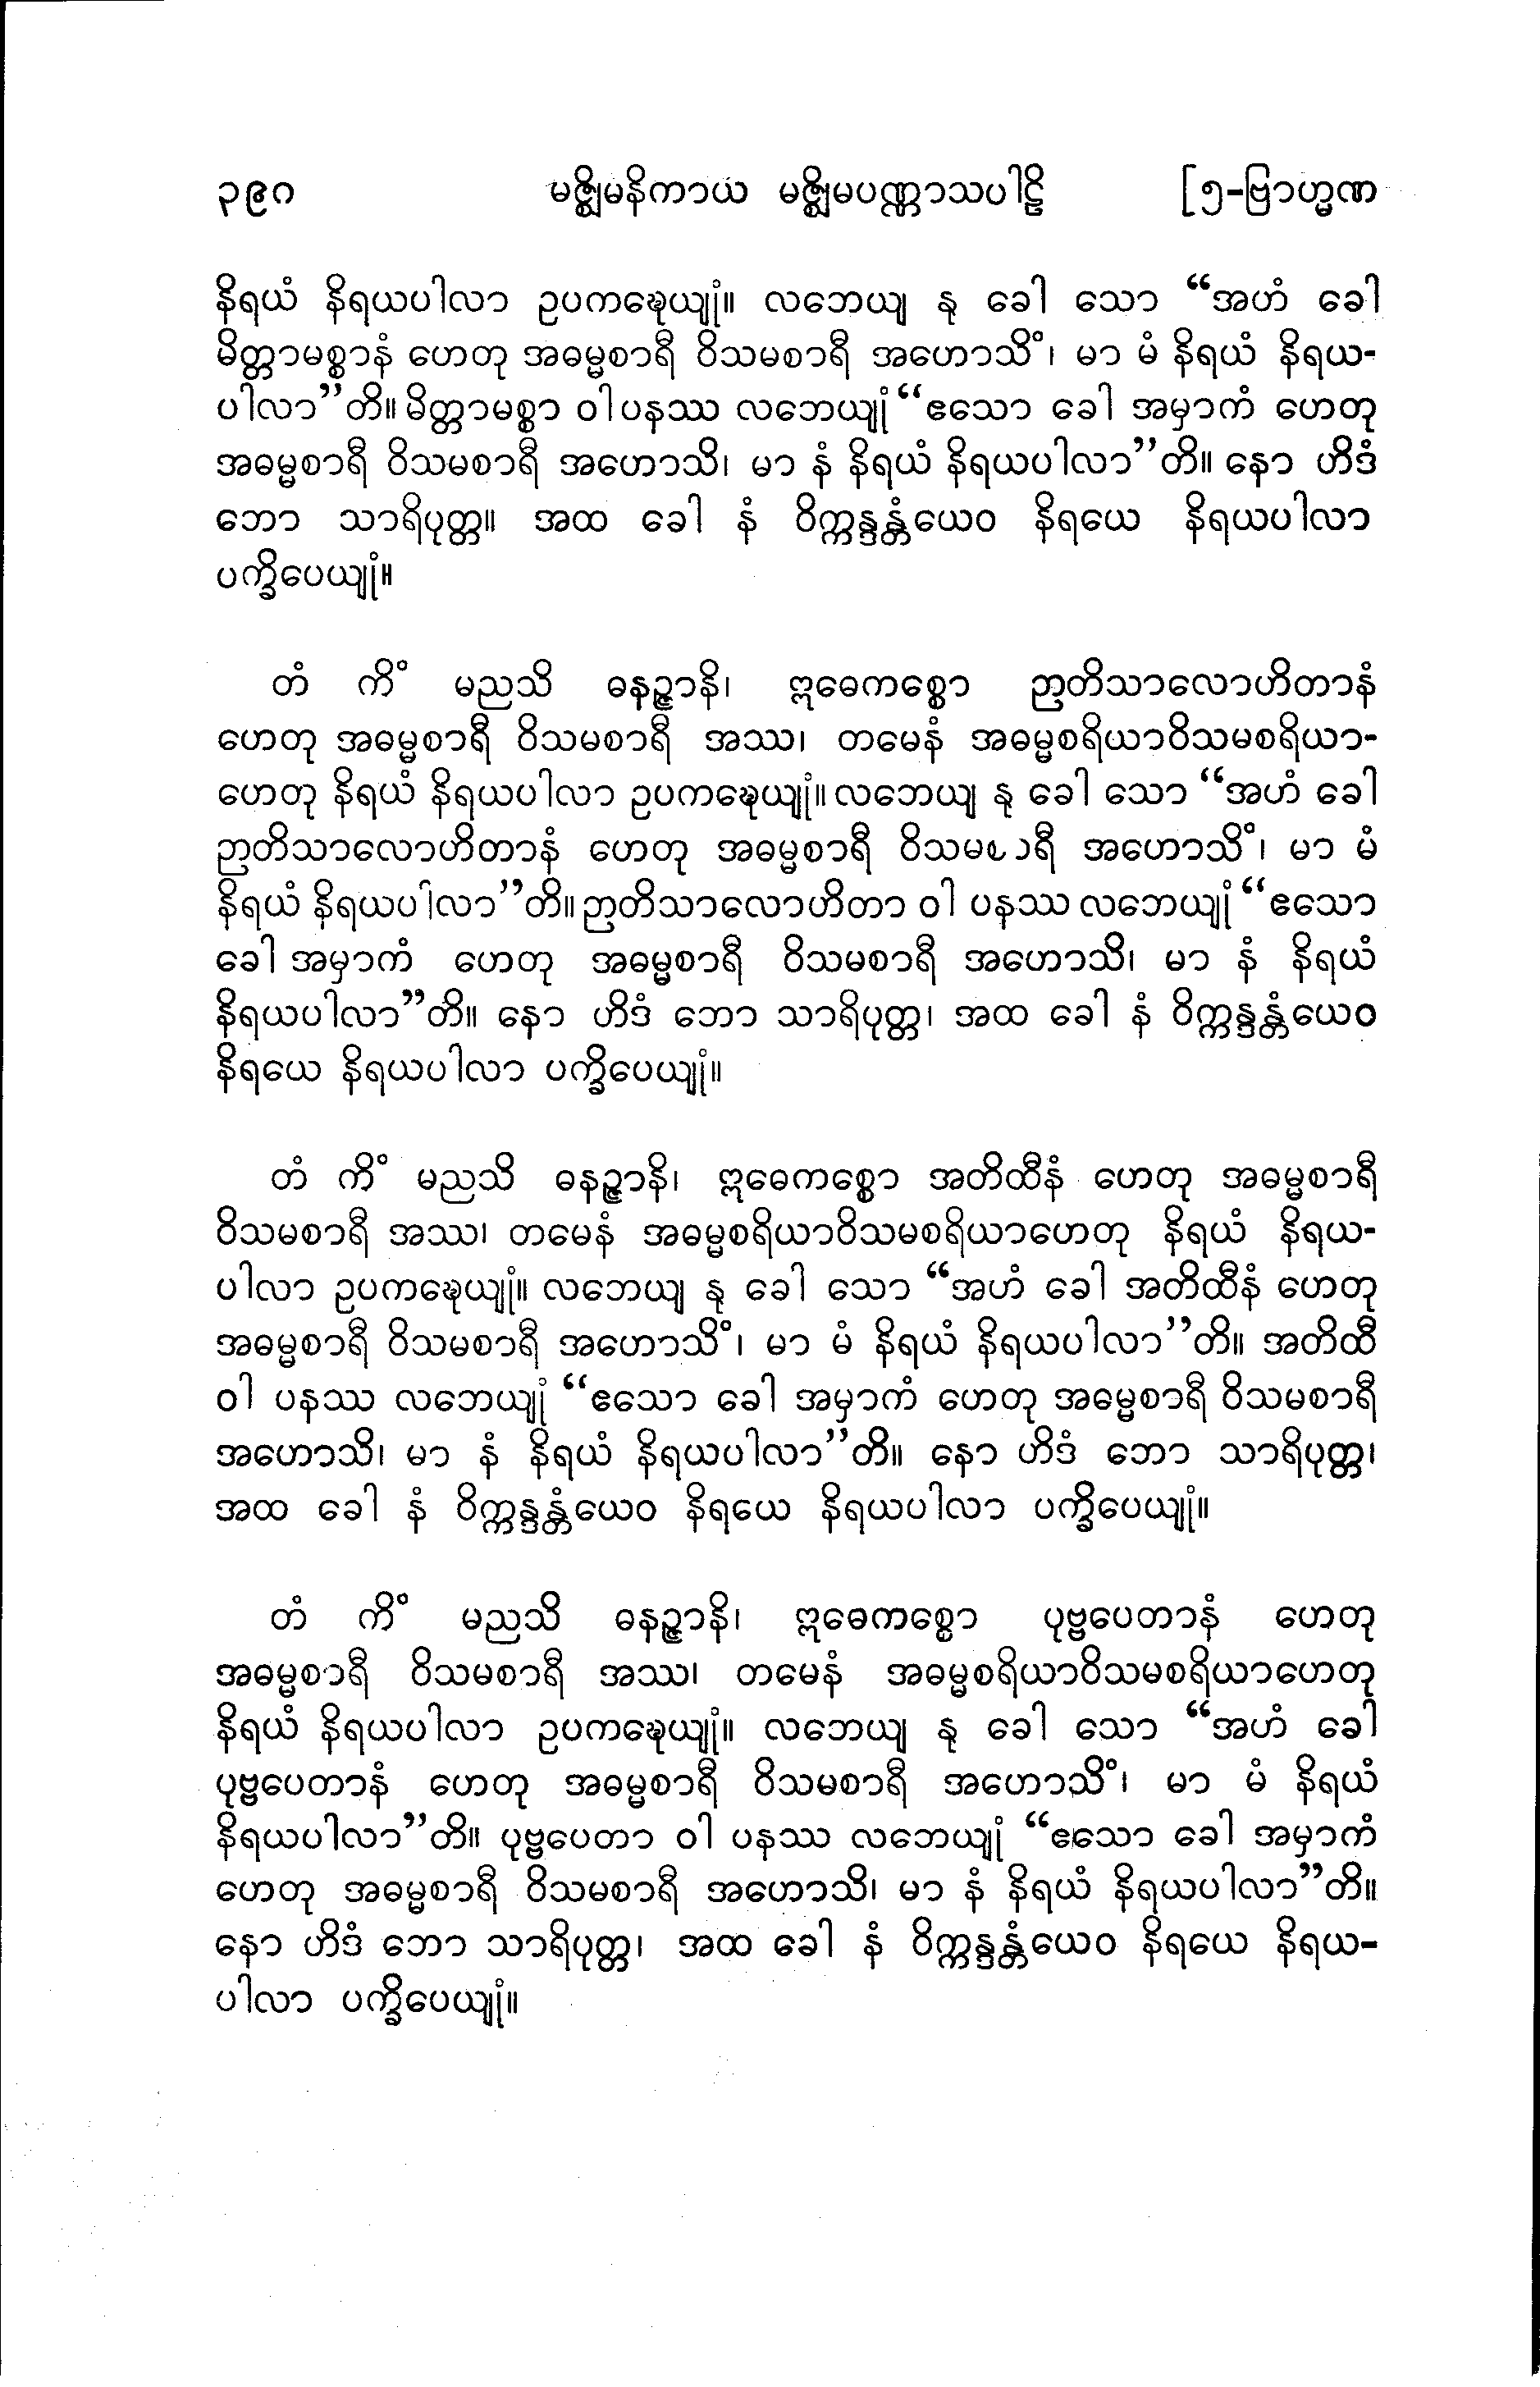 ၃၉၀ မဇ္ဈိမနိကာယ မဇ္ဈိမပဏ္ဏာသပါဠိ [၅-ဗြာဟ္မဏ
နိရယံ နိရယပါလာ ဥပကဍ္ဎေယျုံ။ လဘေယျ နု ခေါ သော “အဟံ ခေါ
မိတ္တာမစ္စာနံ ဟေတု အဓမ္မစာရီ ဝိသမစာရီ အဟောသိံ၊ မာ မံ နိရယံ နိရယ-
ပါလာ”တိ။ မိတ္တာမစ္စာ ဝါ ပနဿ လဘေယျုံ “ဧသော ခေါ အမှာကံ ဟေတု
အဓမ္မစာရီ ဝိသမစာရီ အဟောသိ၊ မာ နံ နိရယံ နိရယပါလာ”တိ။ နော ဟိဒံ
ဘော သာရိပုတ္တ။ အထ ခေါ နံ ဝိက္ကန္ဒန္တံယေဝ နိရယေ နိရယပါလာ
ပက္ခိပေယျုံ။
တံ ကိံ မညသိ ဓနဉ္ဇာနိ၊ ဣဓေကစ္စော ဉာတိသာလောဟိတာနံ
ဟေတု အဓမ္မစာရီ ဝိသမစာရီ အဿ၊ တမေနံ အဓမ္မစရိယာဝိသမစရိယာ-
ဟေတု နိရယံ နိရယပါလာ ဥပကဍ္ဎေယျုံ။ လဘေယျ နု ခေါ သော “အဟံ ခေါ
ဉာတိသာလောဟိတာနံ ဟေတု အဓမ္မစာရီ ဝိသမစာရီ အဟောသိံ၊ မာ မံ
နိရယံ နိရယပါလာ”တိ။ ဉာတိသာလောဟိတာ ဝါ ပနဿ လဘေယျုံ “ဧသော
ခေါ အမှာကံ ဟေတု အဓမ္မစာရီ ဝိသမစာရီ အဟောသိ၊ မာ နံ နိရယံ
နိရယပါလာ”တိ။ နော ဟိဒံ ဘော သာရိပုတ္တ၊ အထ ခေါ နံ ဝိက္ကန္ဒန္တံယေဝ
နိရယေ နိရယပါလာ ပက္ခိပေယျုံ။
တံ ကိံ မညသိ ဓနဉ္ဇာနိ၊ ဣဓေကစ္စော အတိထီနံ ဟေတု အဓမ္မစာရီ
ဝိသမစာရီ အဿ၊ တမေနံ အဓမ္မစရိယာဝိသမစရိယာဟေတု နိရယံ နိရယ-
ပါလာ ဥပကဍ္ဎေယျုံ။ လဘေယျ နု ခေါ သော “အဟံ ခေါ အတိထီနံ ဟေတု
အဓမ္မစာရီ ဝိသမစာရီ အဟောသိံ၊ မာ မံ နိရယံ နိရယပါလာ”တိ။ အတိထီ
ဝါ ပနဿ လဘေယျုံ “ဧသော ခေါ အမှာကံ ဟေတု အဓမ္မစာရီ ဝိသမစာရီ
အဟောသိ၊ မာ နံ နိရယံ နိရယပါလာ”တိ။ နော ဟိဒံ ဘော သာရိပုတ္တ၊
အထ ခေါ နံ ဝိက္ကန္ဒန္တံယေဝ နိရယေ နိရယပါလာ ပက္ခိပေယျုံ။
တံ ကိံ မညသိ ဓနဉ္ဇာနိ၊ ဣဓေကစ္စော ပုဗ္ဗပေတာနံ ဟေတု
အဓမ္မစာရီ ဝိသမစာရီ အဿ၊ တမေနံ အဓမ္မစရိယာဝိသမစရိယာဟေတု
နိရယံ နိရယပါလာ ဥပကဍ္ဎေယျုံ။ လဘေယျ နု ခေါ သော “အဟံ ခေါ
ပုဗ္ဗပေတာနံ ဟေတု အဓမ္မစာရီ ဝိသမစာရီ အဟောသိံ၊ မာ မံ နိရယံ
နိရယပါလာ”တိ။ ပုဗ္ဗပေတာ ဝါ ပနဿ လဘေယျုံ “ဧသော ခေါ အမှာကံ
ဟေတု အဓမ္မစာရီ ဝိသမစာရီ အဟောသိ၊ မာ နံ နိရယံ နိရယပါလာ”တိ။
နော ဟိဒံ ဘော သာရိပုတ္တ၊ အထ ခေါ နံ ဝိက္ကန္ဒန္တံယေဝ နိရယေ နိရယ-
ပါလာ ပက္ခိပေယျုံ။